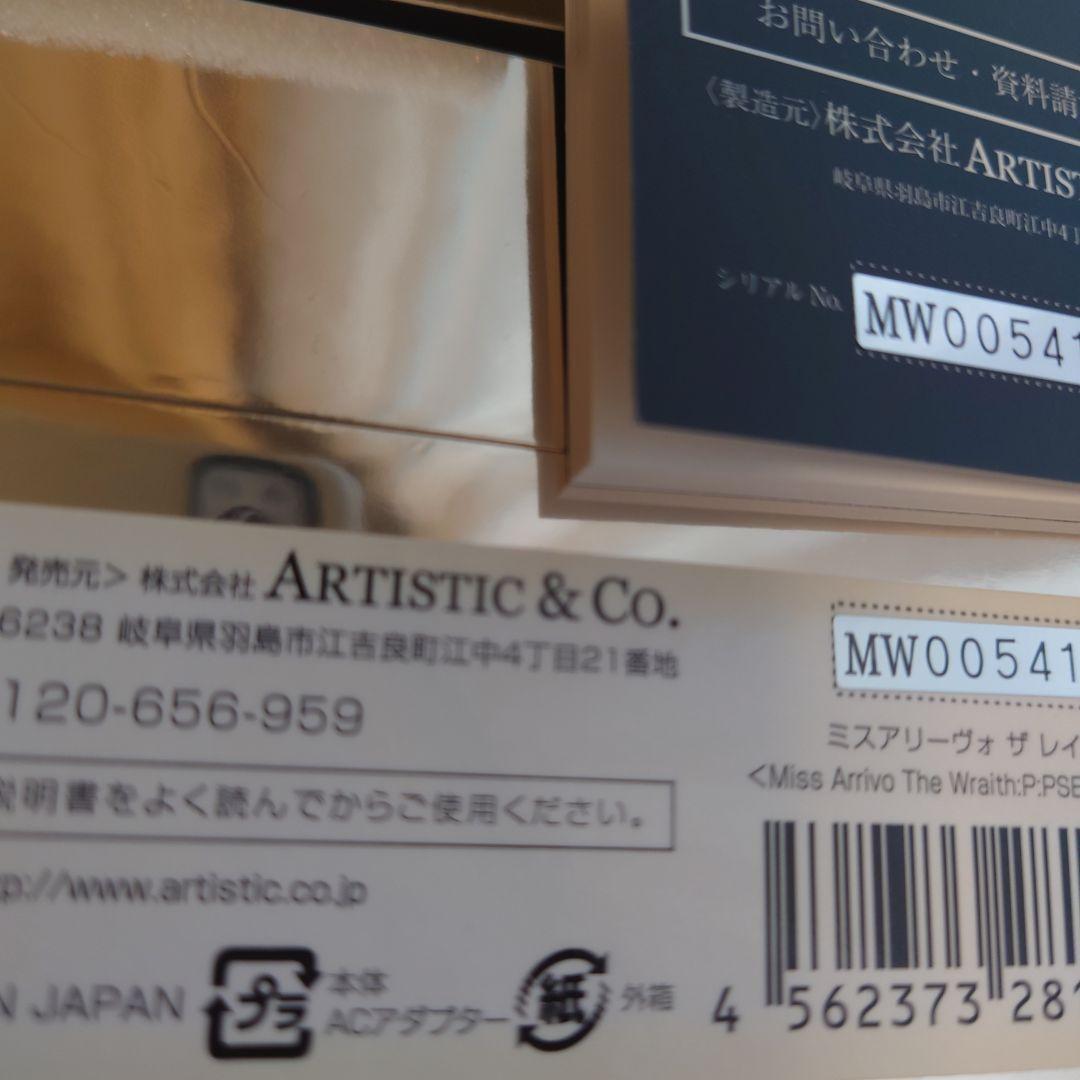 お問い合わせ・資料請
〈製造元〉株式会社 ARTIST
岐阜県羽島市江吉良町江中4丁
シリアル No.
MW00541
発売元> 株式会社 ARTISTIC & CO.
6238 岐阜県羽島市江吉良町江中4丁目21番地
120-656-959
説明書をよく読んでからご使用ください。
p://www.artistic.co.jp
N JAPAN
プラ
本体
ACアダプター
紙
外箱
MW00541
ミスアリーヴォ ザ レイ
<Miss Arrivo The Wraith:P:PSE
4 562373 281